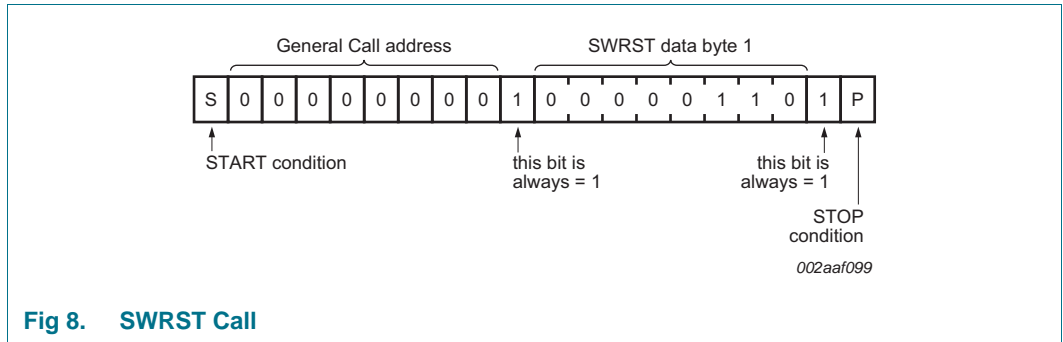 General Call address SWRST data byte 1
S 0 0 0 0 0 0 0 0 1 0 0 0 0 0 1 1 0 1 P
START condition this bit is always = 1 this bit is always = 1
STOP condition
002aaf099
Fig 8. SWRST Call